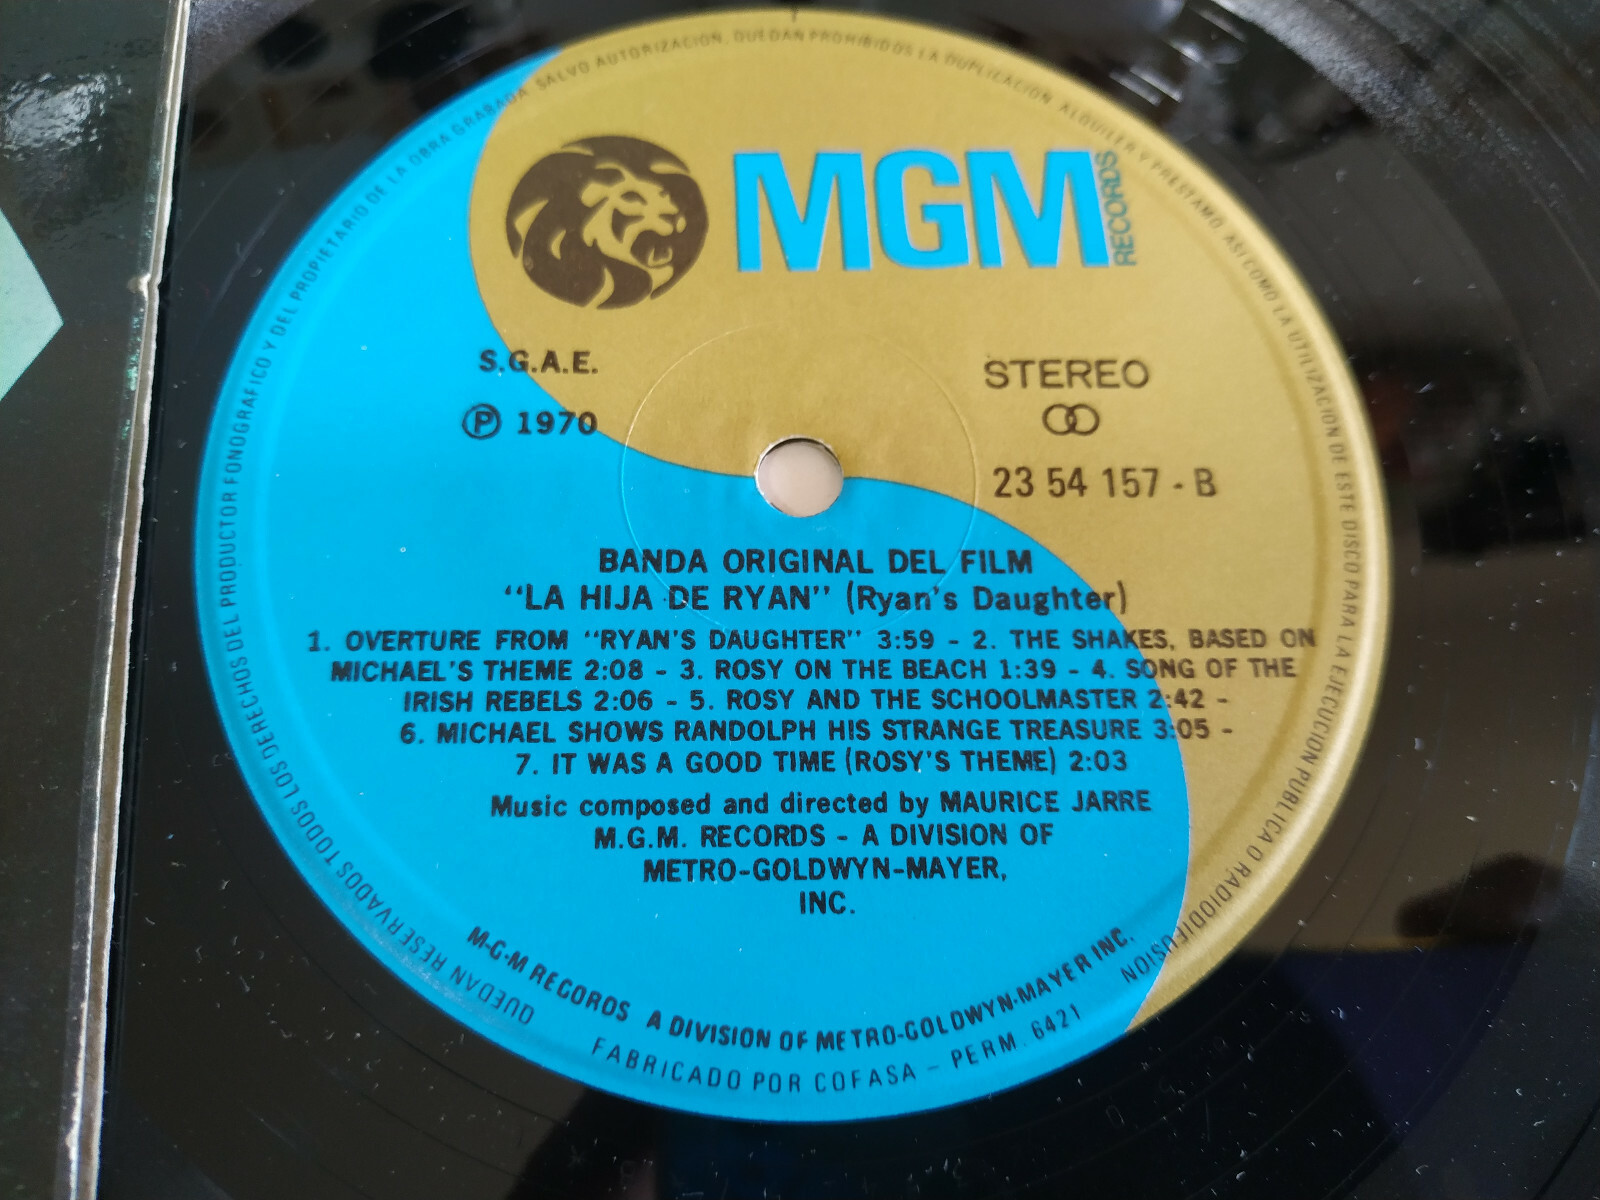 QUEDAN RESERVADOS TODOS LOS DERECHOS DEL PRODUCTOR FONOGRAFICO Y DEL PROPIETARIO DE LA OBRA GRABADA. SALVO AUTORIZACION, QUEDAN PROHIBIDOS LA DUPLICACION, ALQUILER Y PRESTAMO, ASI COMO LA UTILIZACION DE ESTE DISCO PARA LA EJECUCION PUBLICA O RADIODIFUSION
MGM RECORDS
S.G.A.E.
Ⓟ 1970
STEREO
23 54 157 - B
BANDA ORIGINAL DEL FILM
"LA HIJA DE RYAN" (Ryan's Daughter)
1. OVERTURE FROM "RYAN'S DAUGHTER" 3:59 - 2. THE SHAKES, BASED ON
MICHAEL'S THEME 2:08 - 3. ROSY ON THE BEACH 1:39 - 4. SONG OF THE
IRISH REBELS 2:06 - 5. ROSY AND THE SCHOOLMASTER 2:42 -
6. MICHAEL SHOWS RANDOLPH HIS STRANGE TREASURE 3:05 -
7. IT WAS A GOOD TIME (ROSY'S THEME) 2:03
Music composed and directed by MAURICE JARRE
M.G.M. RECORDS - A DIVISION OF
METRO-GOLDWYN-MAYER,
INC.
M-G-M RECORDS A DIVISION OF METRO-GOLDWYN-MAYER INC.
FABRICADO POR COFASA - PERM. 6421